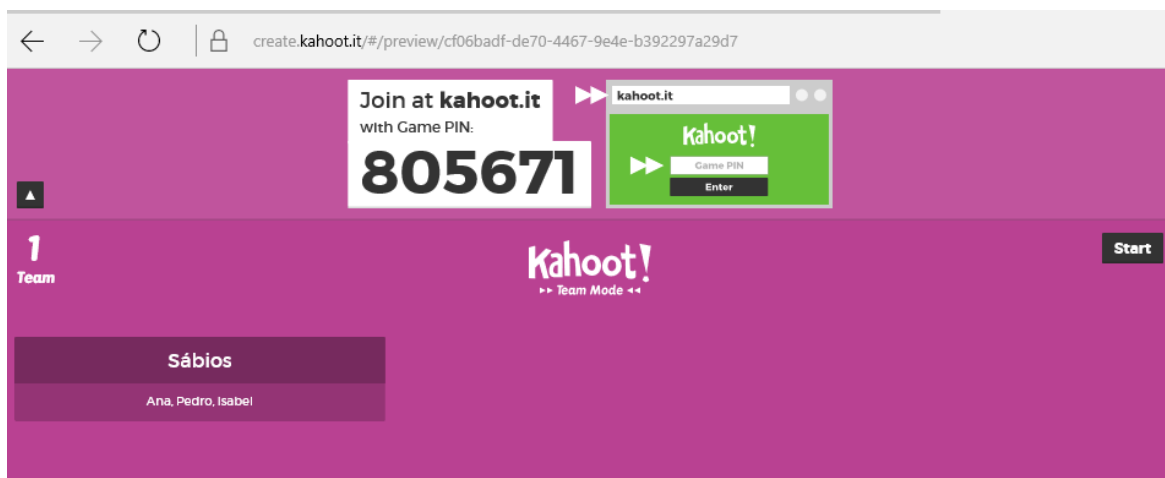 create.kahoot.it/#/preview/cf06badf-de70-4467-9e4e-b392297a29d7
Join at kahoot.it
with Game PIN:
805671
kahoot.it
Kahoot!
Game PIN
Enter
1
Team
Kahoot!
Team Mode
Start
Sábios
Ana, Pedro, Isabel